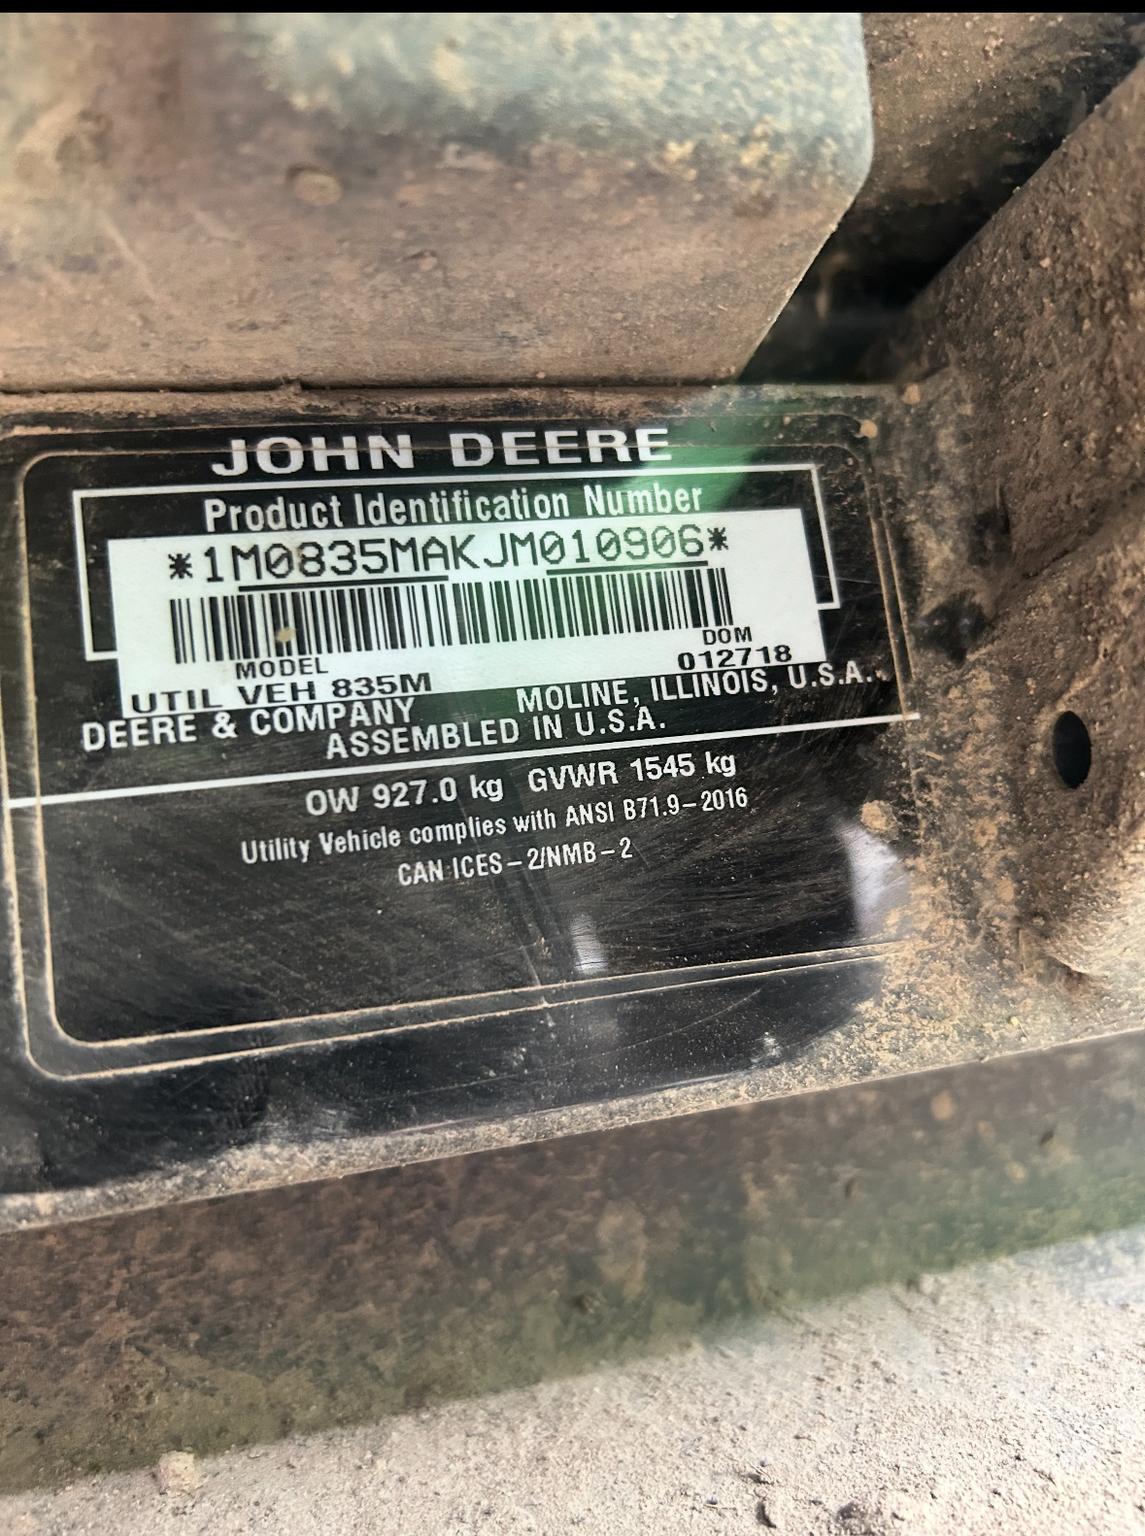 JOHN DEERE
Product Identification Number
*1M0835MAKJM010906*
MODEL
DOM
UTIL VEH 835M
012718
DEERE & COMPANY
MOLINE, ILLINOIS, U.S.A.
ASSEMBLED IN U.S.A.
OW 927.0 kg GVWR 1545 kg
Utility Vehicle complies with ANSI B71.9-2016
CAN ICES-2/NMB-2